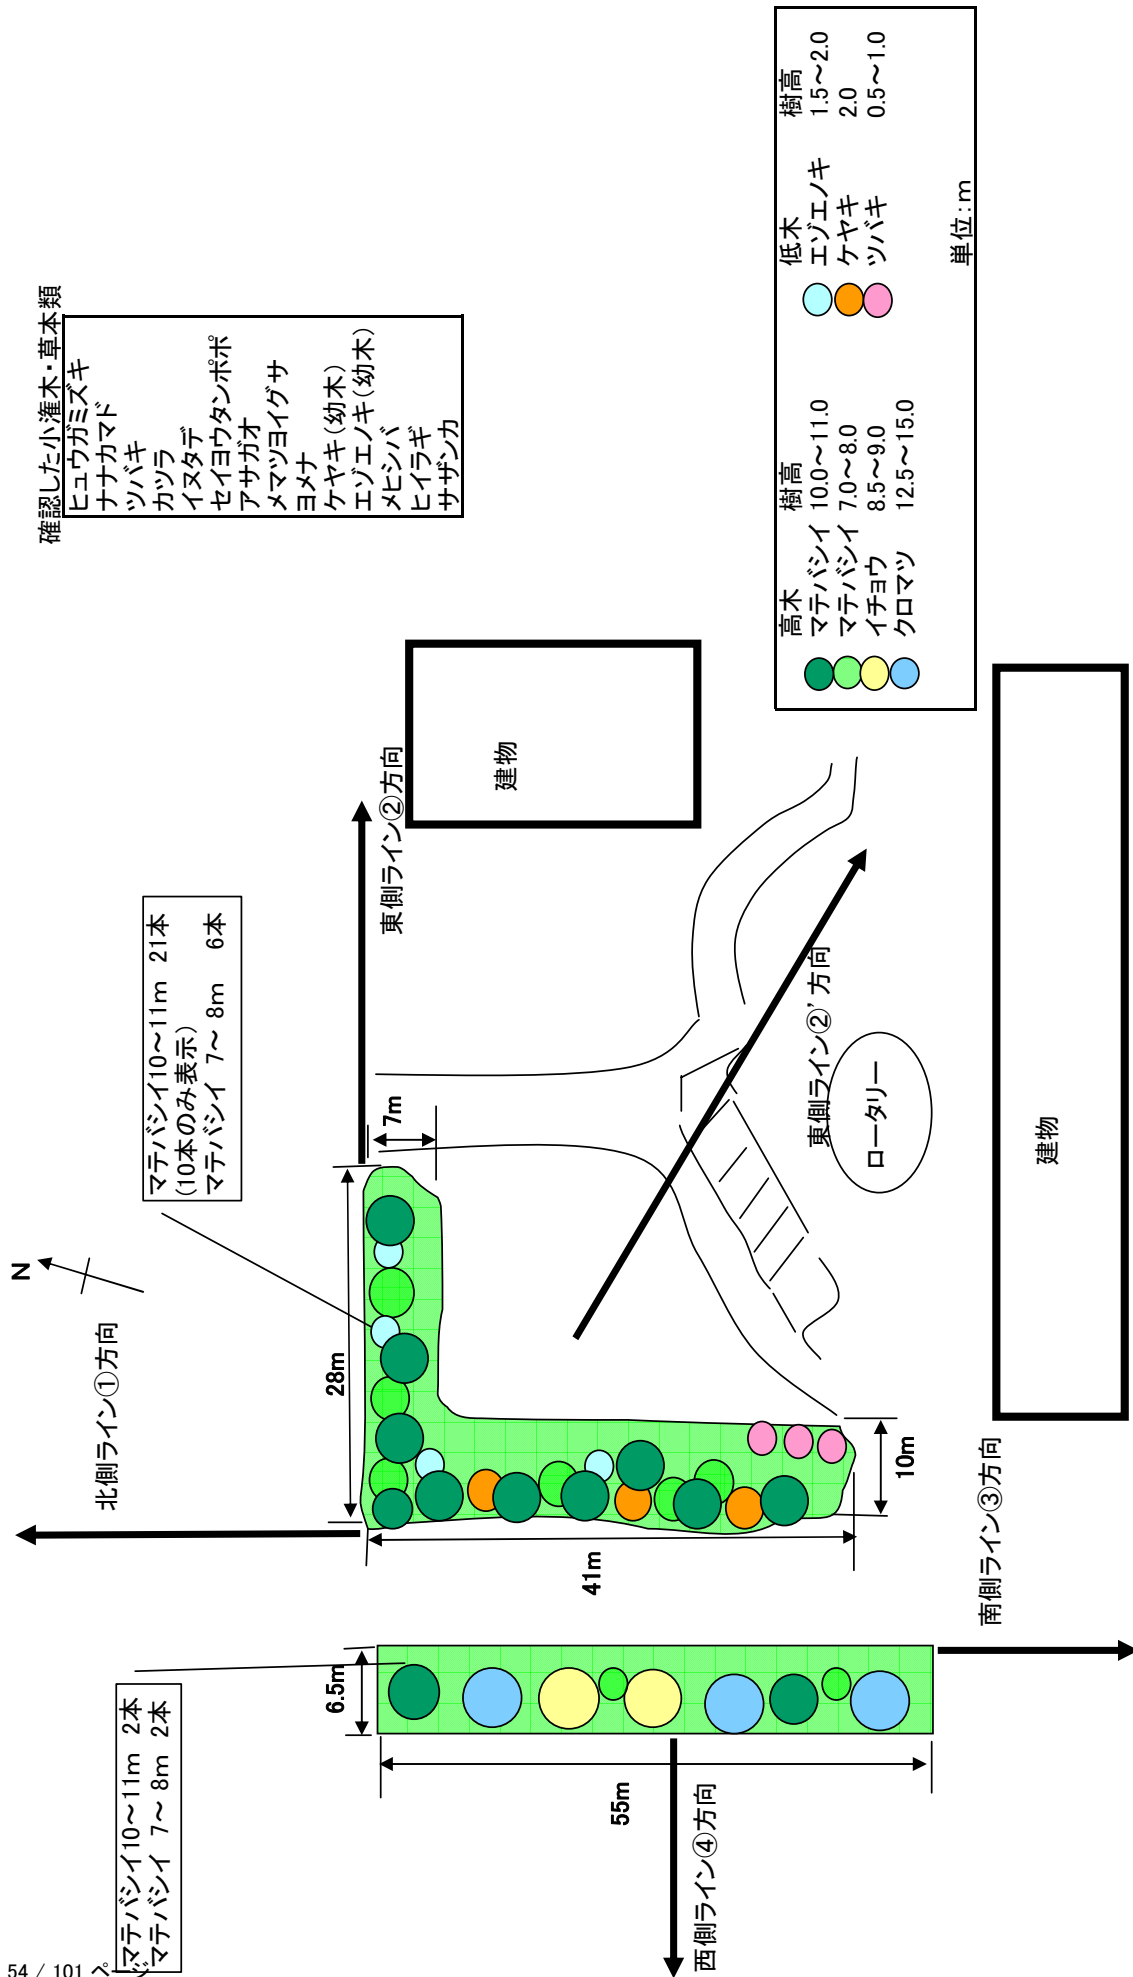 確認した小潅木・草本類
ヒュウガミズキ
ナナカマド
ツバキ
カツラ
イヌタデ
セイヨウタンポポ
アサガオ
メマツヨイグサ
ヨメナ
ケヤキ(幼木)
エゾエノキ(幼木)
メヒシバ
ヒイラギ
サザンカ
高木 樹高 低木 樹高
マテバシイ 10.0～11.0 エゾエノキ 1.5～2.0
マテバシイ 7.0～8.0 ケヤキ 2.0
イチョウ 8.5～9.0 ツバキ 0.5～1.0
クロマツ 12.5～15.0
単位:m
マテバシイ10～11m 21本
(10本のみ表示)
マテバシイ 7～ 8m 6本
N
北側ライン①方向
東側ライン②方向
建物
7m
28m
東側ライン②’方向
ロータリー
建物
10m
41m
南側ライン③方向
マテバシイ10～11m 2本
マテバシイ 7～ 8m 2本
6.5m
55m
西側ライン④方向
54 / 101 ページ